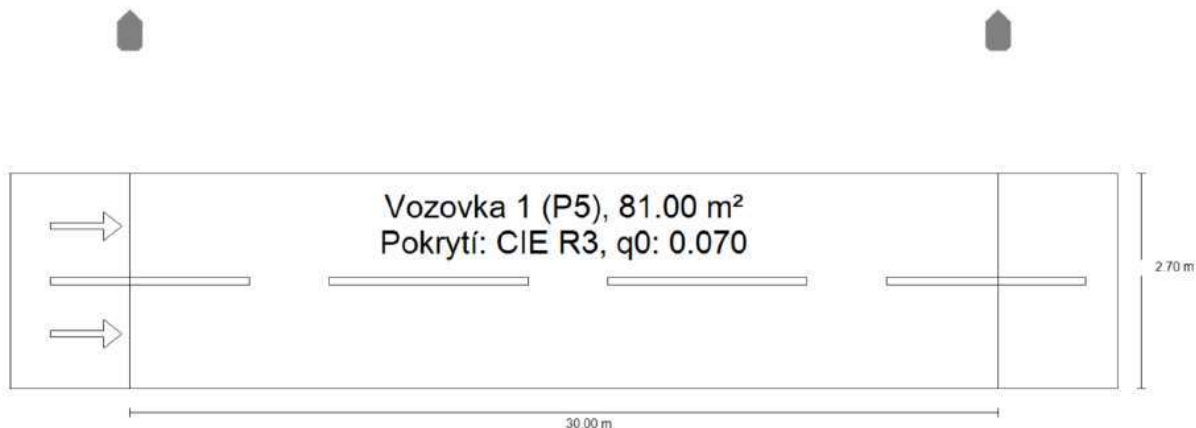 Vozovka 1 (P5), 81.00 m²
Pokrytí: CIE R3, q0: 0.070
2.70 m
30.00 m